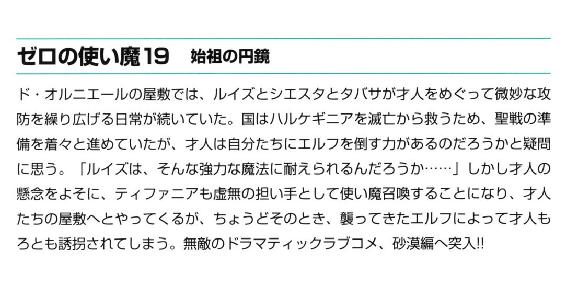 ゼロの使い魔19 始祖の円鏡
ド・オルニエールの屋敷では、ルイズとシエスタとタバサが才人をめぐって微妙な攻
防を繰り広げる日常が続いていた。国はハルケギニアを滅亡から救うため、聖戦の準
備を着々と進めていたが、才人は自分たちにエルフを倒す力があるのだろうかと疑問
に思う。「ルイズは、そんな強力な魔法に耐えられるんだろうか……」しかし才人の
懸念をよそに、ティファニアも虚無の担い手として使い魔召喚することになり、才人
たちの屋敷へとやってくるが、ちょうどそのとき、襲ってきたエルフによって才人も
ろとも誘拐されてしまう。無敵のドラマティックラブコメ、砂漠編へ突入!!